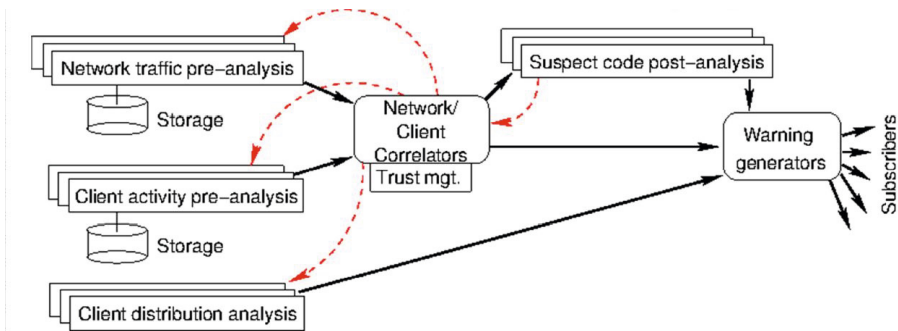 Network traffic pre-analysis
Storage
Client activity pre-analysis
Storage
Client distribution analysis
Network/
Client
Correlators
Trust mgt.
Suspect code post-analysis
Warning
generators
Subscribers